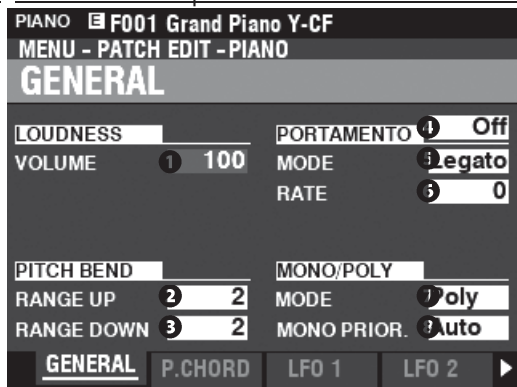 PIANO E F001 Grand Piano Y-CF
MENU - PATCH EDIT - PIANO
GENERAL
LOUDNESS
VOLUME 1 100
PITCH BEND
RANGE UP 2 2
RANGE DOWN 3 2
PORTAMENTO 4 Off
MODE 5 Legato
RATE 6 0
MONO/POLY
MODE 7 Poly
MONO PRIOR. 8 Auto
GENERAL P.CHORD LFO 1 LFO 2